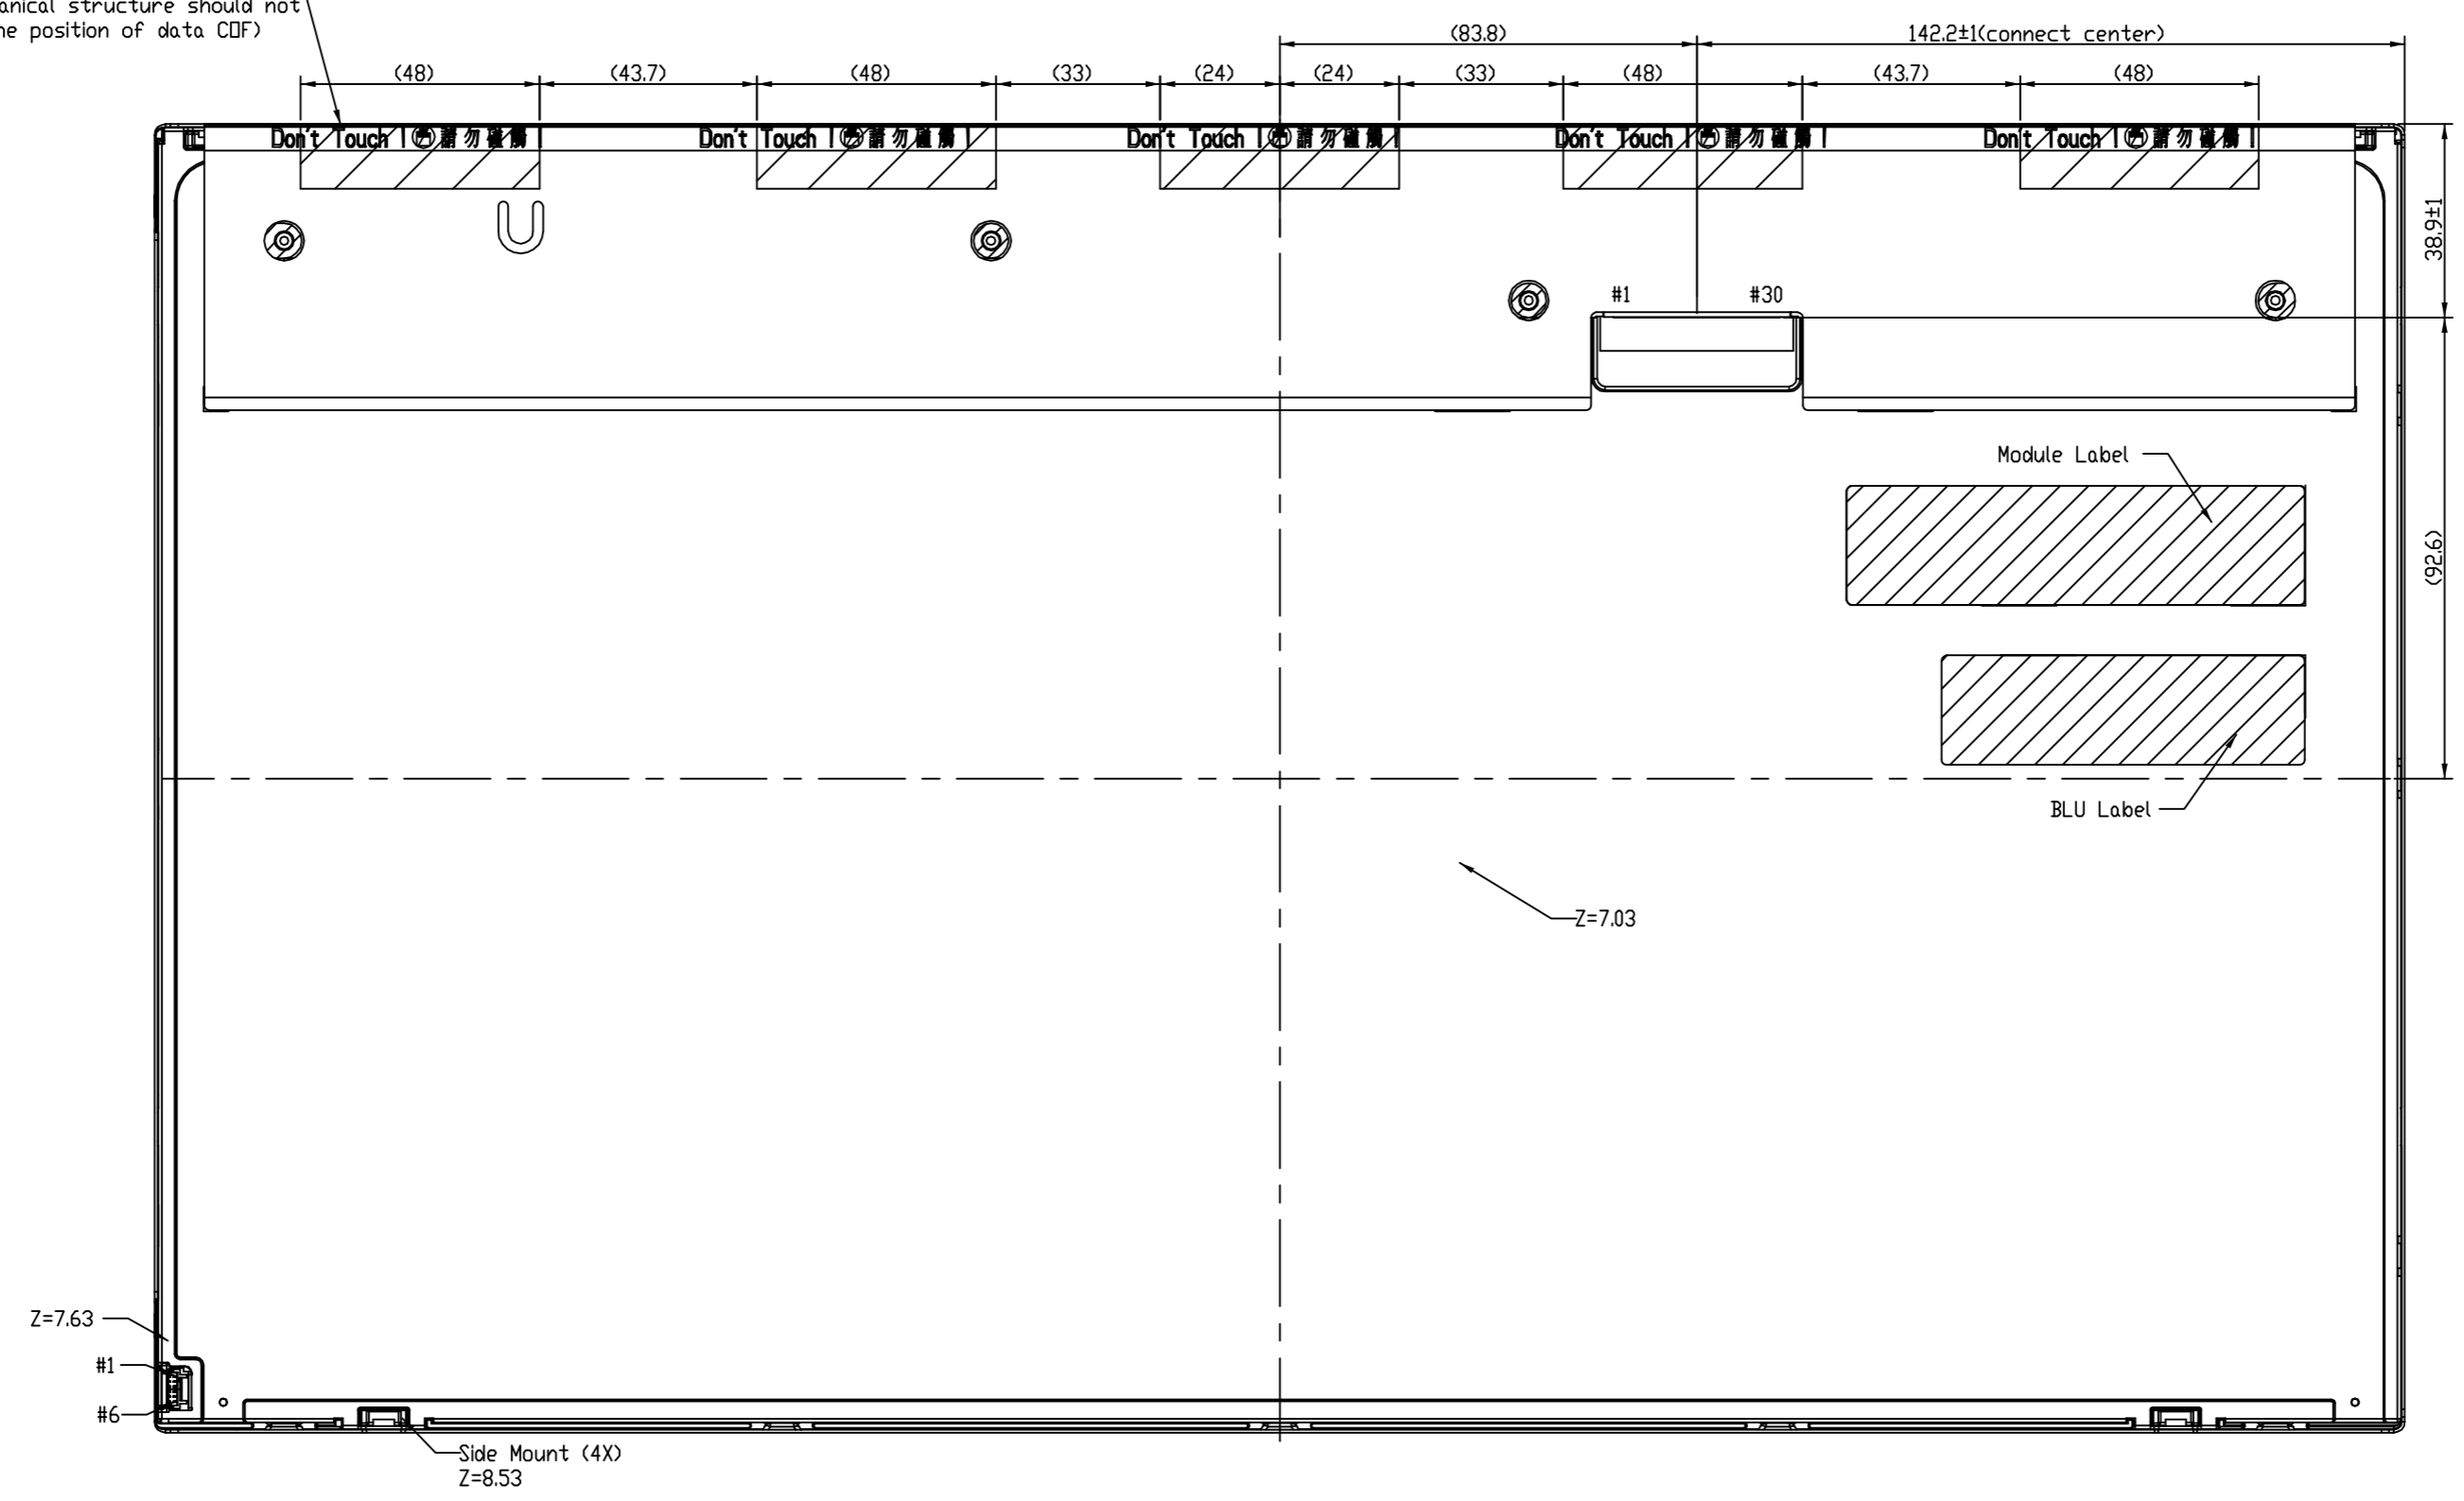 anical structure should not
he position of data COF)
(83.8)
142.2±1(connect center)
(48)
(43.7)
(48)
(33)
(24)
(24)
(33)
(48)
(43.7)
(48)
Don't Touch ! 請勿碰觸!
Don't Touch ! 請勿碰觸!
Don't Touch ! 請勿碰觸!
Don't Touch ! 請勿碰觸!
Don't Touch ! 請勿碰觸!
38.9±1
#1
#30
Module Label
(92.6)
BLU Label
Z=7.03
Z=7.63
#1
#6
Side Mount (4X)
Z=8.53